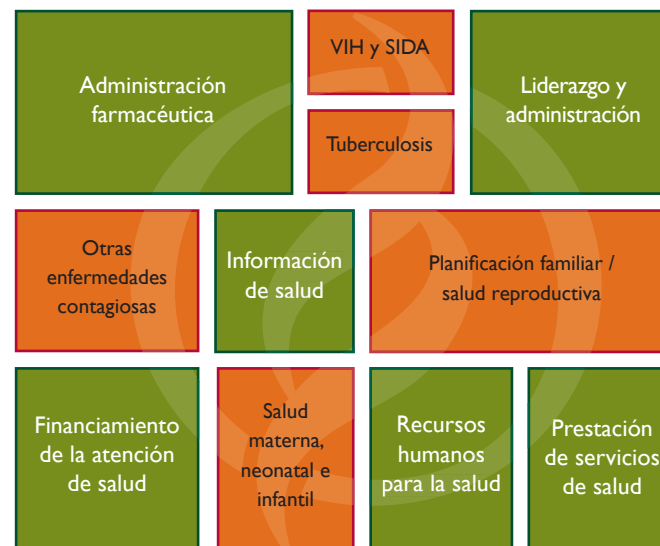 Administración
farmacéutica
VIH y SIDA
Tuberculosis
Liderazgo y
administración
Otras
enfermedades
contagiosas
Información
de salud
Planificación familiar /
salud reproductiva
Financiamiento
de la atención
de salud
Salud
materna,
neonatal e
infantil
Recursos
humanos
para la salud
Prestación
de servicios
de salud